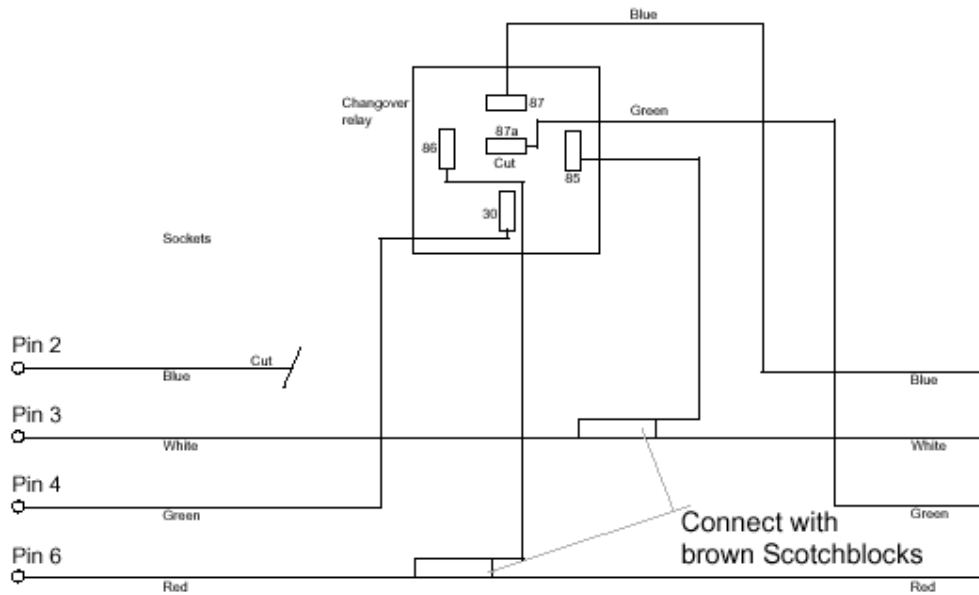 Blue
Changover
relay
87
Green
87a
86
Cut
85
30
Sockets
Pin 2
Cut
Blue
Blue
Pin 3
White
White
Pin 4
Green
Green
Connect with
brown Scotchblocks
Pin 6
Red
Red